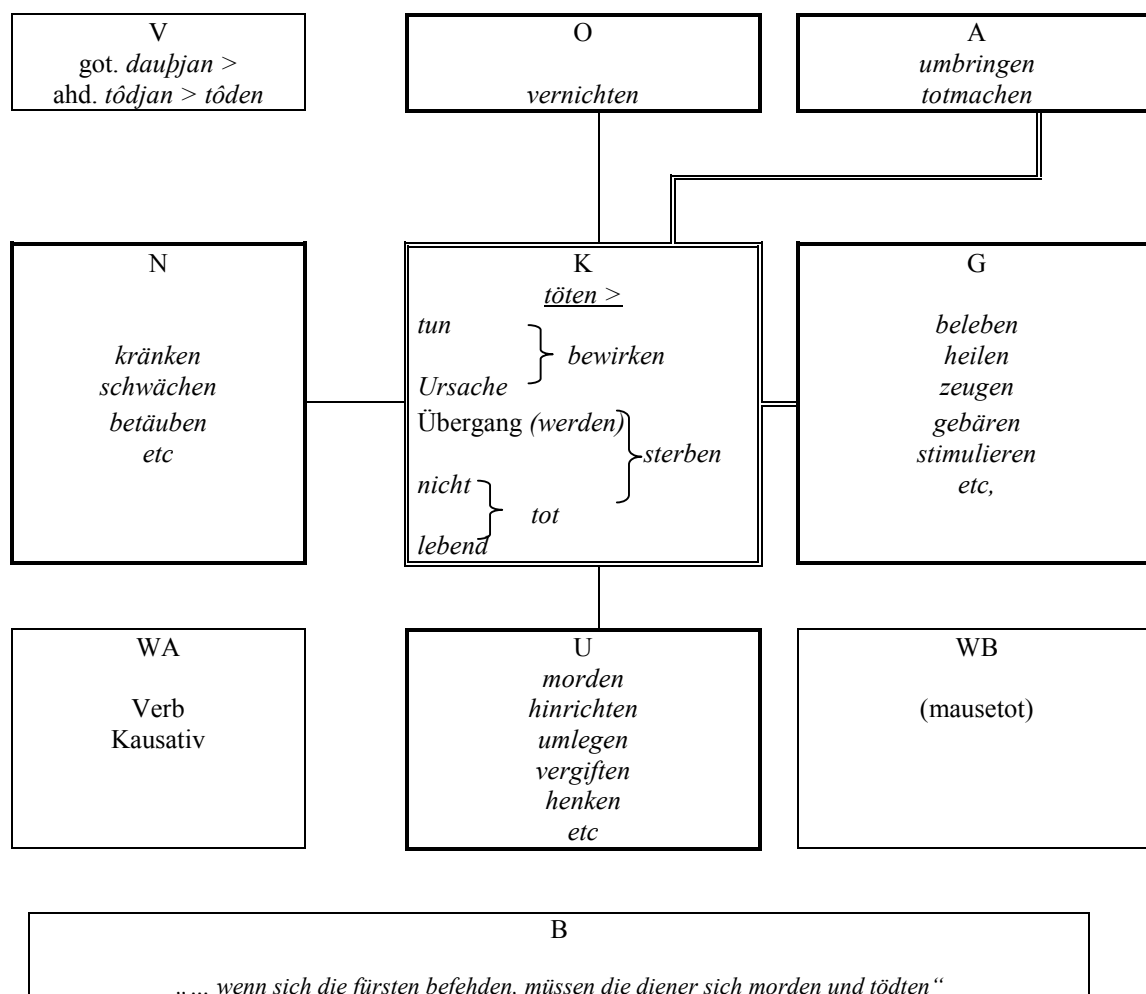 V
got. dauþjan >
ahd. tôdjan > tôden
O
vernichten
A
umbringen
totmachen
N
kränken
schwächen
betäuben
etc
K
töten >
tun
bewirken
Ursache
Übergang (werden)
sterben
nicht
tot
lebend
G
beleben
heilen
zeugen
gebären
stimulieren
etc,
WA
Verb
Kausativ
U
morden
hinrichten
umlegen
vergiften
henken
etc
WB
(mausetot)
B
„… wenn sich die fürsten befehden, müssen die diener sich morden und tödten“